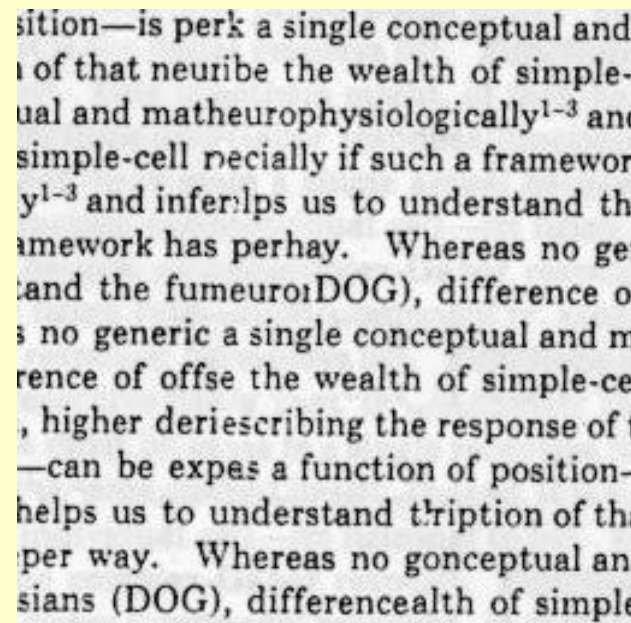 sition—is perk a single conceptual and
of that neuribe the wealth of simple-
ual and matheurophysiologically¹⁻³ and
simple-cell necially if such a framewor
y¹⁻³ and inferlps us to understand th
amework has perhay. Whereas no ge
and the fumeuroiDOG), difference o
s no generic a single conceptual and m
rence of offse the wealth of simple-ce
, higher deriescribing the response of
—can be expes a function of position-
helps us to understand thription of tha
per way. Whereas no gonceptual an
sians (DOG), differencealth of simple